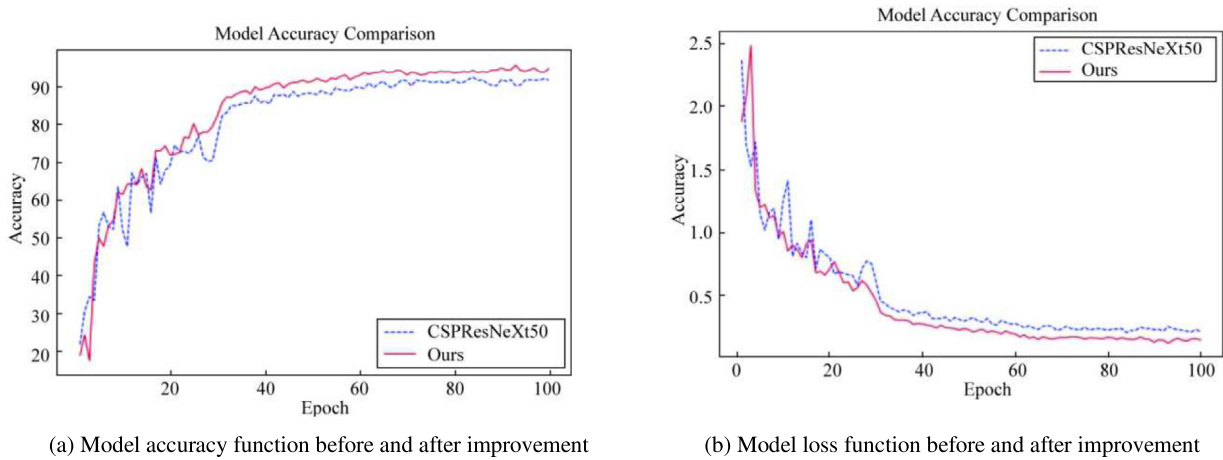 Model Accuracy Comparison
90
80
70
60
50
40
30
20
Accuracy
CSPResNeXt50
Ours
20
40
60
80
100
Epoch
(a) Model accuracy function before and after improvement
Model Accuracy Comparison
2.5
2.0
1.5
1.0
0.5
Accuracy
CSPResNeXt50
Ours
0
20
40
60
80
100
Epoch
(b) Model loss function before and after improvement